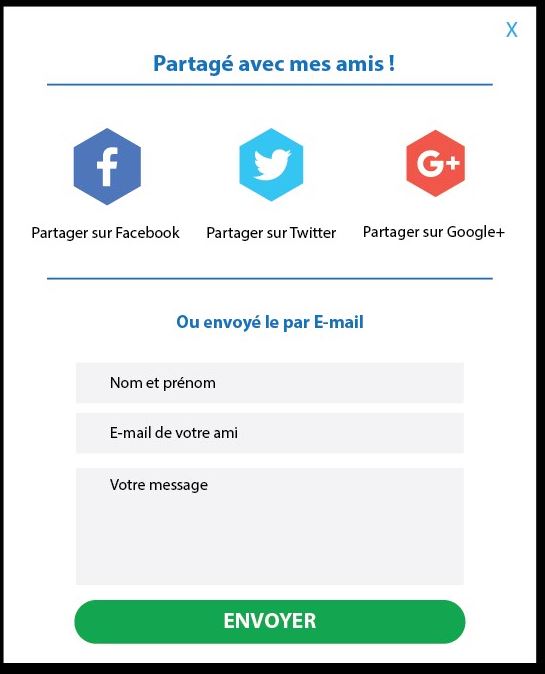 X
Partagé avec mes amis !
f
G+
Partager sur Facebook Partager sur Twitter Partager sur Google+
Ou envoyé le par E-mail
Nom et prénom
E-mail de votre ami
Votre message
ENVOYER